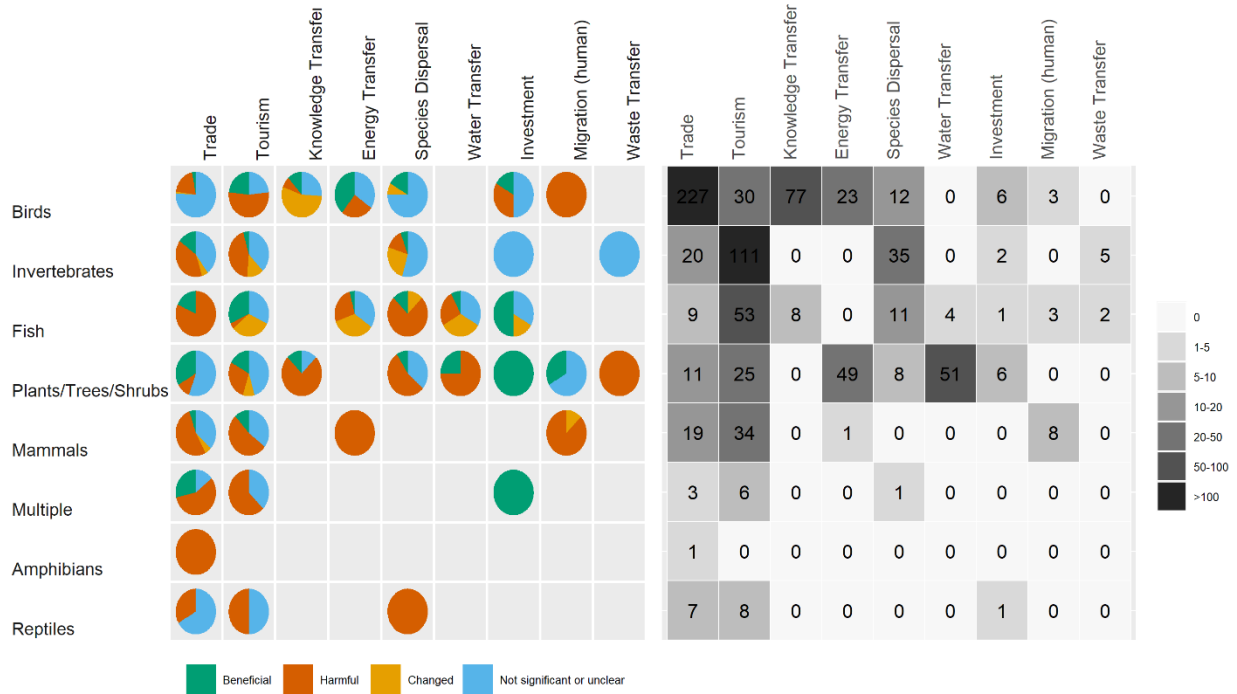 Trade Tourism Knowledge Transfer Energy Transfer Species Dispersal Water Transfer Investment Migration (human) Waste Transfer
Trade Tourism Knowledge Transfer Energy Transfer Species Dispersal Water Transfer Investment Migration (human) Waste Transfer
Birds
227 30 77 23 12 0 6 3 0
Invertebrates
20 111 0 0 35 0 2 0 5
Fish
9 53 8 0 11 4 1 3 2
Plants/Trees/Shrubs
11 25 0 49 8 51 6 0 0
Mammals
19 34 0 1 0 0 0 8 0
Multiple
3 6 0 0 1 0 0 0 0
Amphibians
1 0 0 0 0 0 0 0 0
Reptiles
7 8 0 0 0 0 1 0 0
0
1-5
5-10
10-20
20-50
50-100
>100
Beneficial Harmful Changed Not significant or unclear